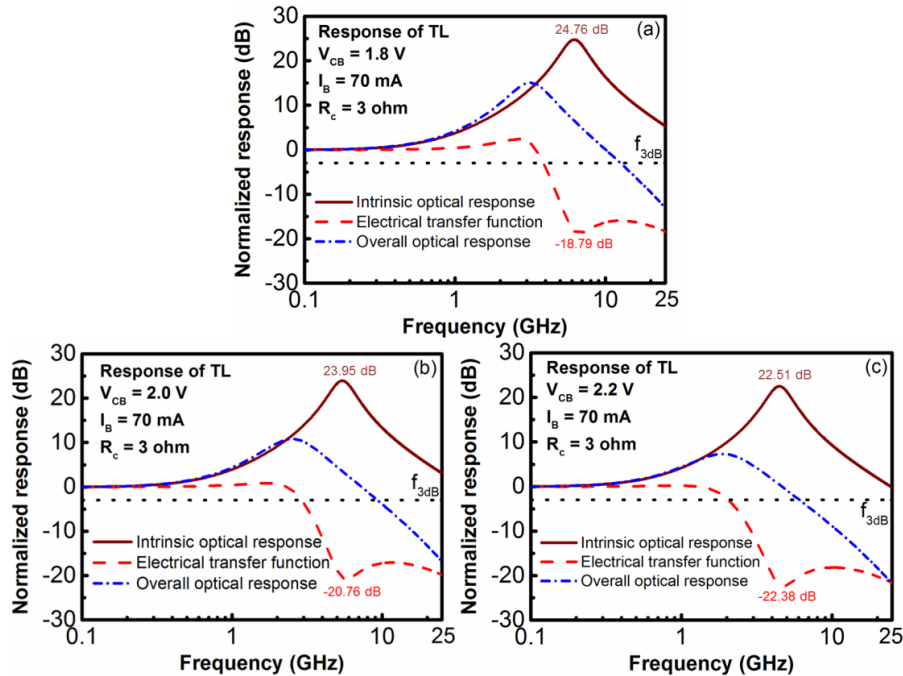 (a)
Response of TL
V_CB = 1.8 V
I_B = 70 mA
R_c = 3 ohm
24.76 dB
f_3dB
Intrinsic optical response
Electrical transfer function
Overall optical response
-18.79 dB
Normalized response (dB)
30
20
10
0
-10
-20
-30
0.1
1
10
25
Frequency (GHz)
(b)
Response of TL
V_CB = 2.0 V
I_B = 70 mA
R_c = 3 ohm
23.95 dB
f_3dB
Intrinsic optical response
Electrical transfer function
Overall optical response
-20.76 dB
Normalized response (dB)
30
20
10
0
-10
-20
-30
0.1
1
10
25
Frequency (GHz)
(c)
Response of TL
V_CB = 2.2 V
I_B = 70 mA
R_c = 3 ohm
22.51 dB
f_3dB
Intrinsic optical response
Electrical transfer function
Overall optical response
-22.38 dB
Normalized response (dB)
30
20
10
0
-10
-20
-30
0.1
1
10
25
Frequency (GHz)